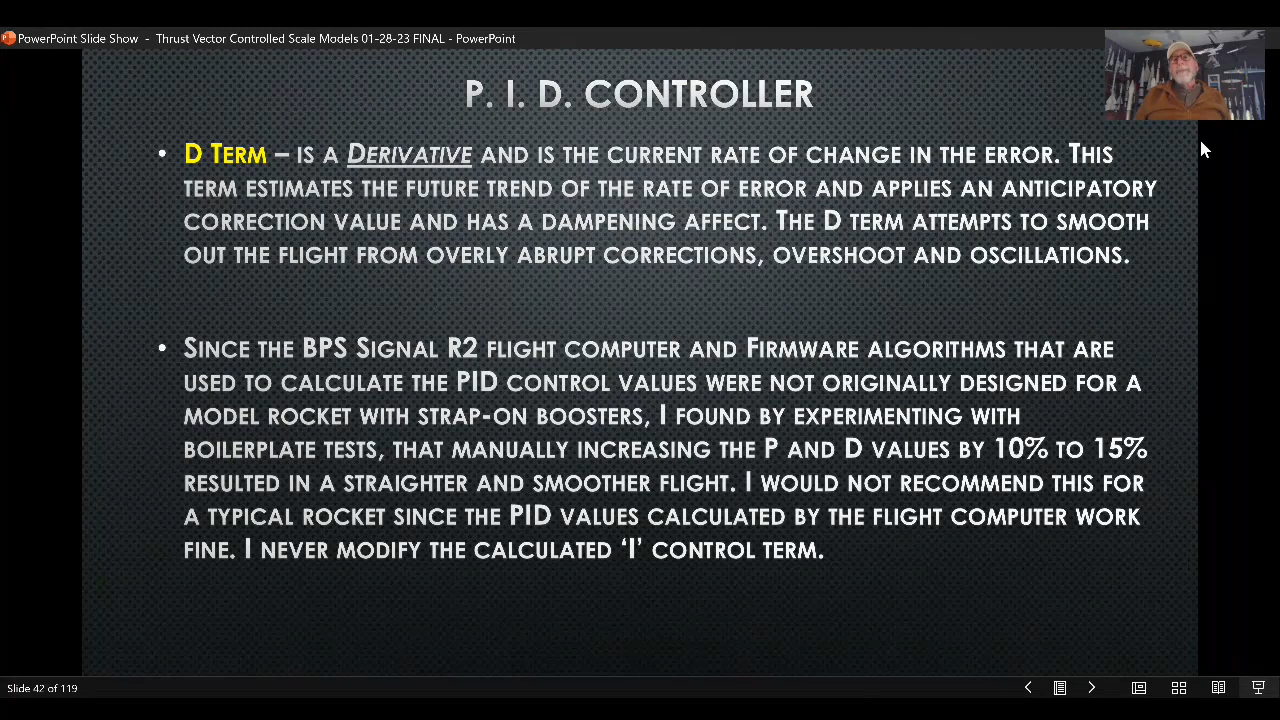 PowerPoint Slide Show - Thrust Vector Controlled Scale Models 01-28-23 FINAL - PowerPoint
P. I. D. CONTROLLER
• D TERM – IS A DERIVATIVE AND IS THE CURRENT RATE OF CHANGE IN THE ERROR. THIS
TERM ESTIMATES THE FUTURE TREND OF THE RATE OF ERROR AND APPLIES AN ANTICIPATORY
CORRECTION VALUE AND HAS A DAMPENING AFFECT. THE D TERM ATTEMPTS TO SMOOTH
OUT THE FLIGHT FROM OVERLY ABRUPT CORRECTIONS, OVERSHOOT AND OSCILLATIONS.
• SINCE THE BPS SIGNAL R2 FLIGHT COMPUTER AND FIRMWARE ALGORITHMS THAT ARE
USED TO CALCULATE THE PID CONTROL VALUES WERE NOT ORIGINALLY DESIGNED FOR A
MODEL ROCKET WITH STRAP-ON BOOSTERS, I FOUND BY EXPERIMENTING WITH
BOILERPLATE TESTS, THAT MANUALLY INCREASING THE P AND D VALUES BY 10% TO 15%
RESULTED IN A STRAIGHTER AND SMOOTHER FLIGHT. I WOULD NOT RECOMMEND THIS FOR
A TYPICAL ROCKET SINCE THE PID VALUES CALCULATED BY THE FLIGHT COMPUTER WORK
FINE. I NEVER MODIFY THE CALCULATED ‘I’ CONTROL TERM.
Slide 42 of 119